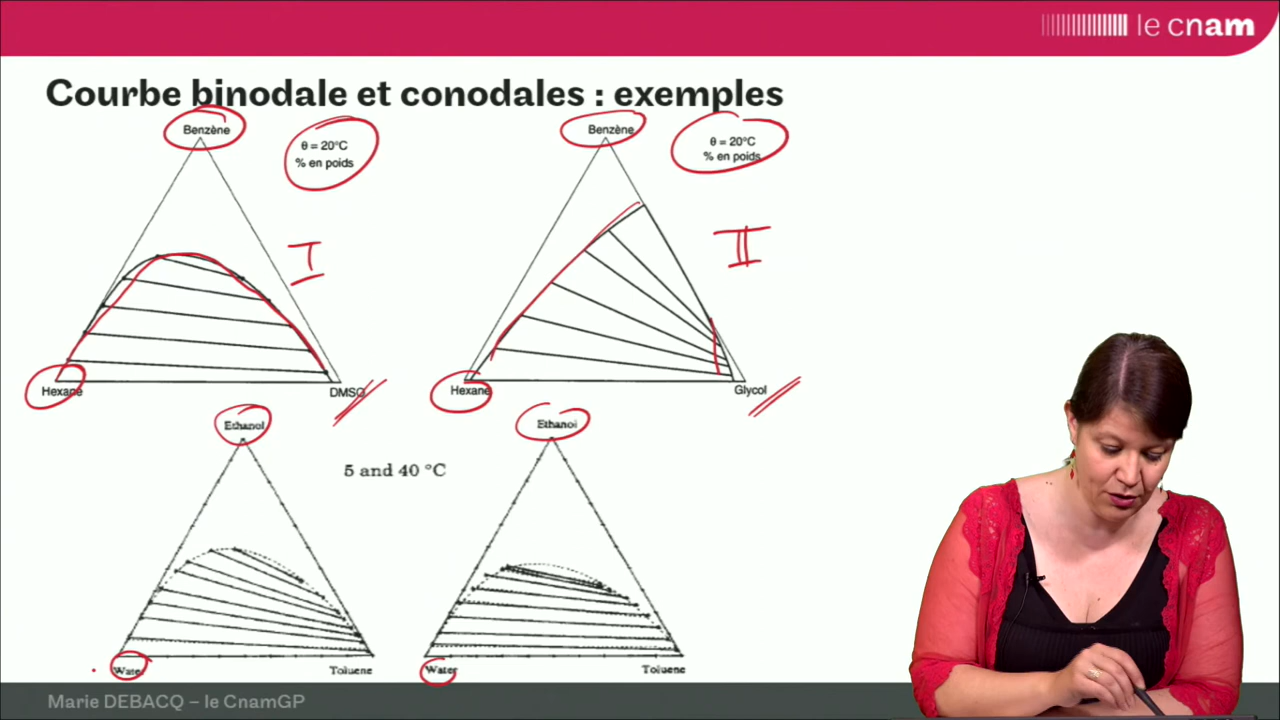 le cnam
Courbe binodale et conodales : exemples
Benzène
θ = 20°C
% en poids
I
Hexane
DMSO
Benzène
θ = 20°C
% en poids
II
Hexane
Glycol
Ethanol
5 and 40 °C
Ethanol
Water
Toluene
Water
Toluene
Marie DEBACQ – le CnamGP